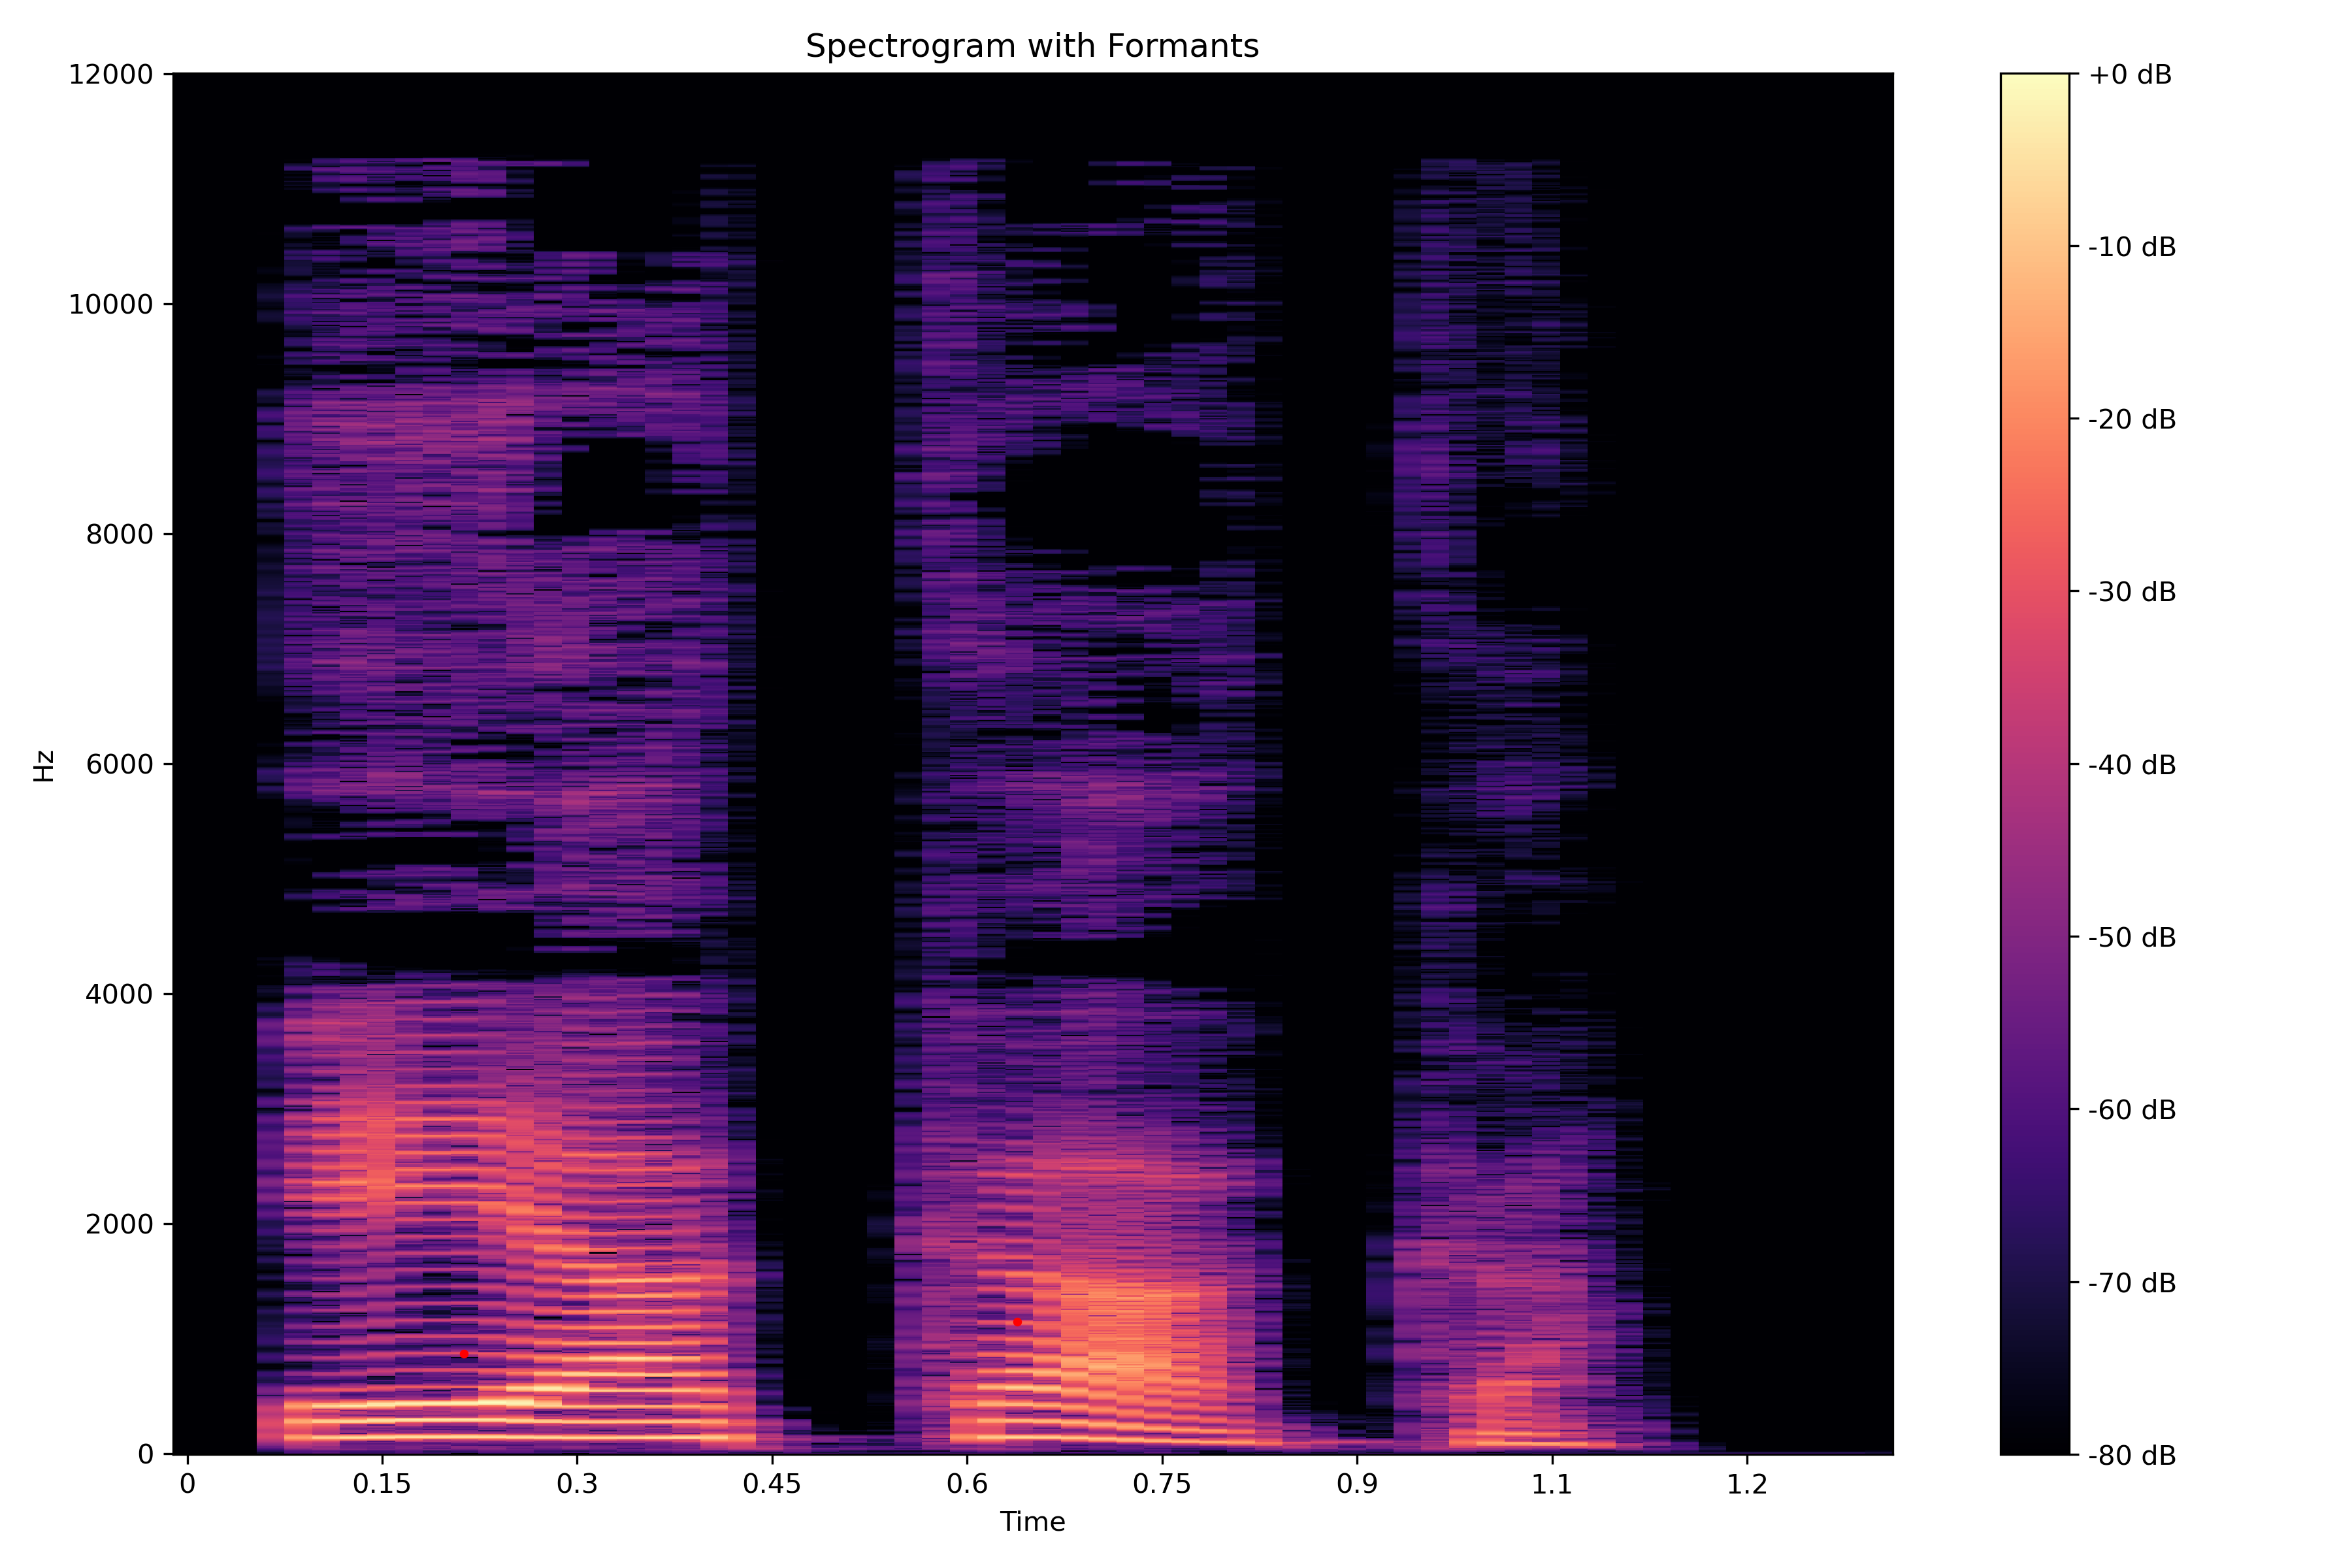 Spectrogram with Formants
12000
10000
8000
6000
4000
2000
0
Hz
0 0.15 0.3 0.45 0.6 0.75 0.9 1.1 1.2
Time
+0 dB
-10 dB
-20 dB
-30 dB
-40 dB
-50 dB
-60 dB
-70 dB
-80 dB